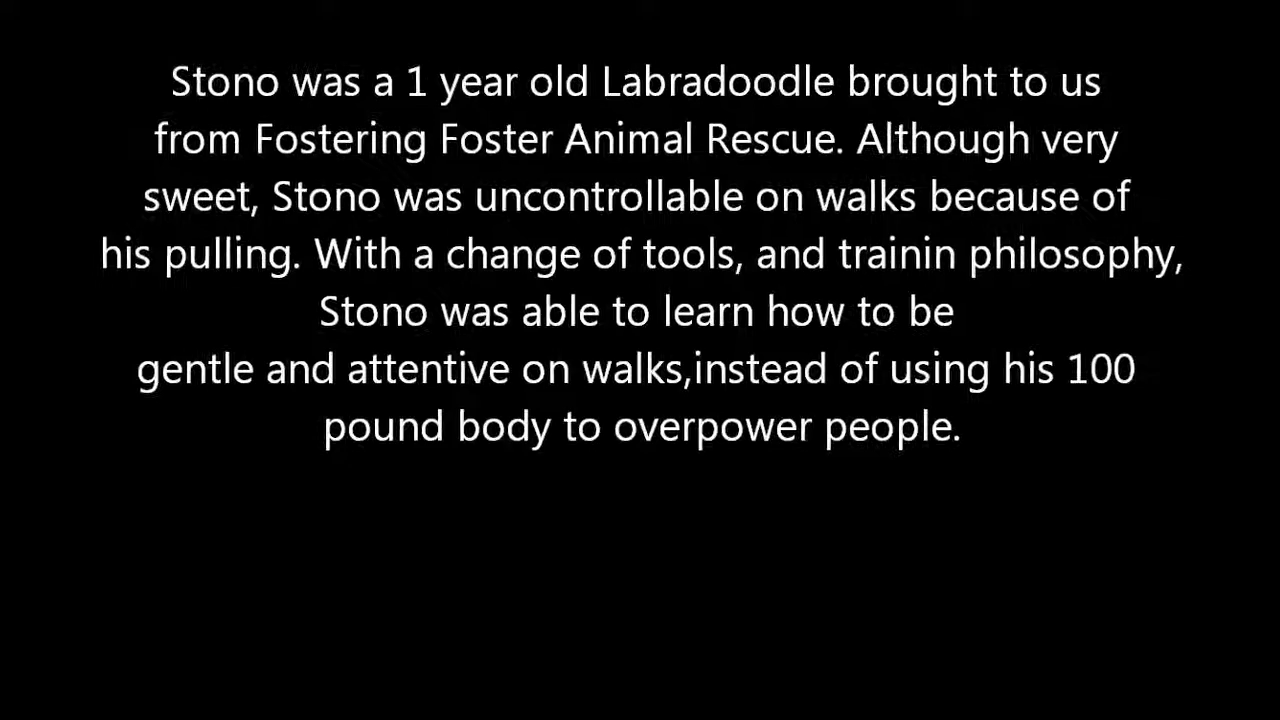 Stono was a 1 year old Labradoodle brought to us
from Fostering Foster Animal Rescue. Although very
sweet, Stono was uncontrollable on walks because of
his pulling. With a change of tools, and trainin philosophy,
Stono was able to learn how to be
gentle and attentive on walks,instead of using his 100
pound body to overpower people.